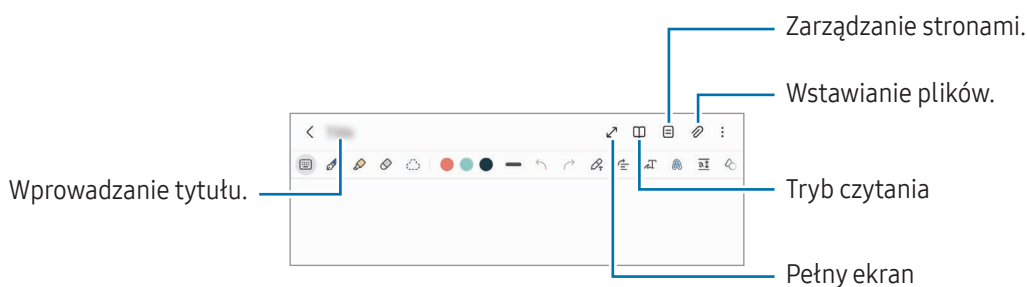 Zarządzanie stronami.
Wstawianie plików.
Wprowadzanie tytułu.
Tryb czytania
Pełny ekran